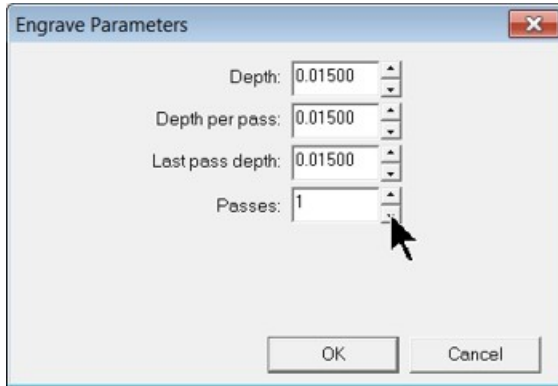 Engrave Parameters
Depth: 0.01500
Depth per pass: 0.01500
Last pass depth: 0.01500
Passes: 1
OK Cancel